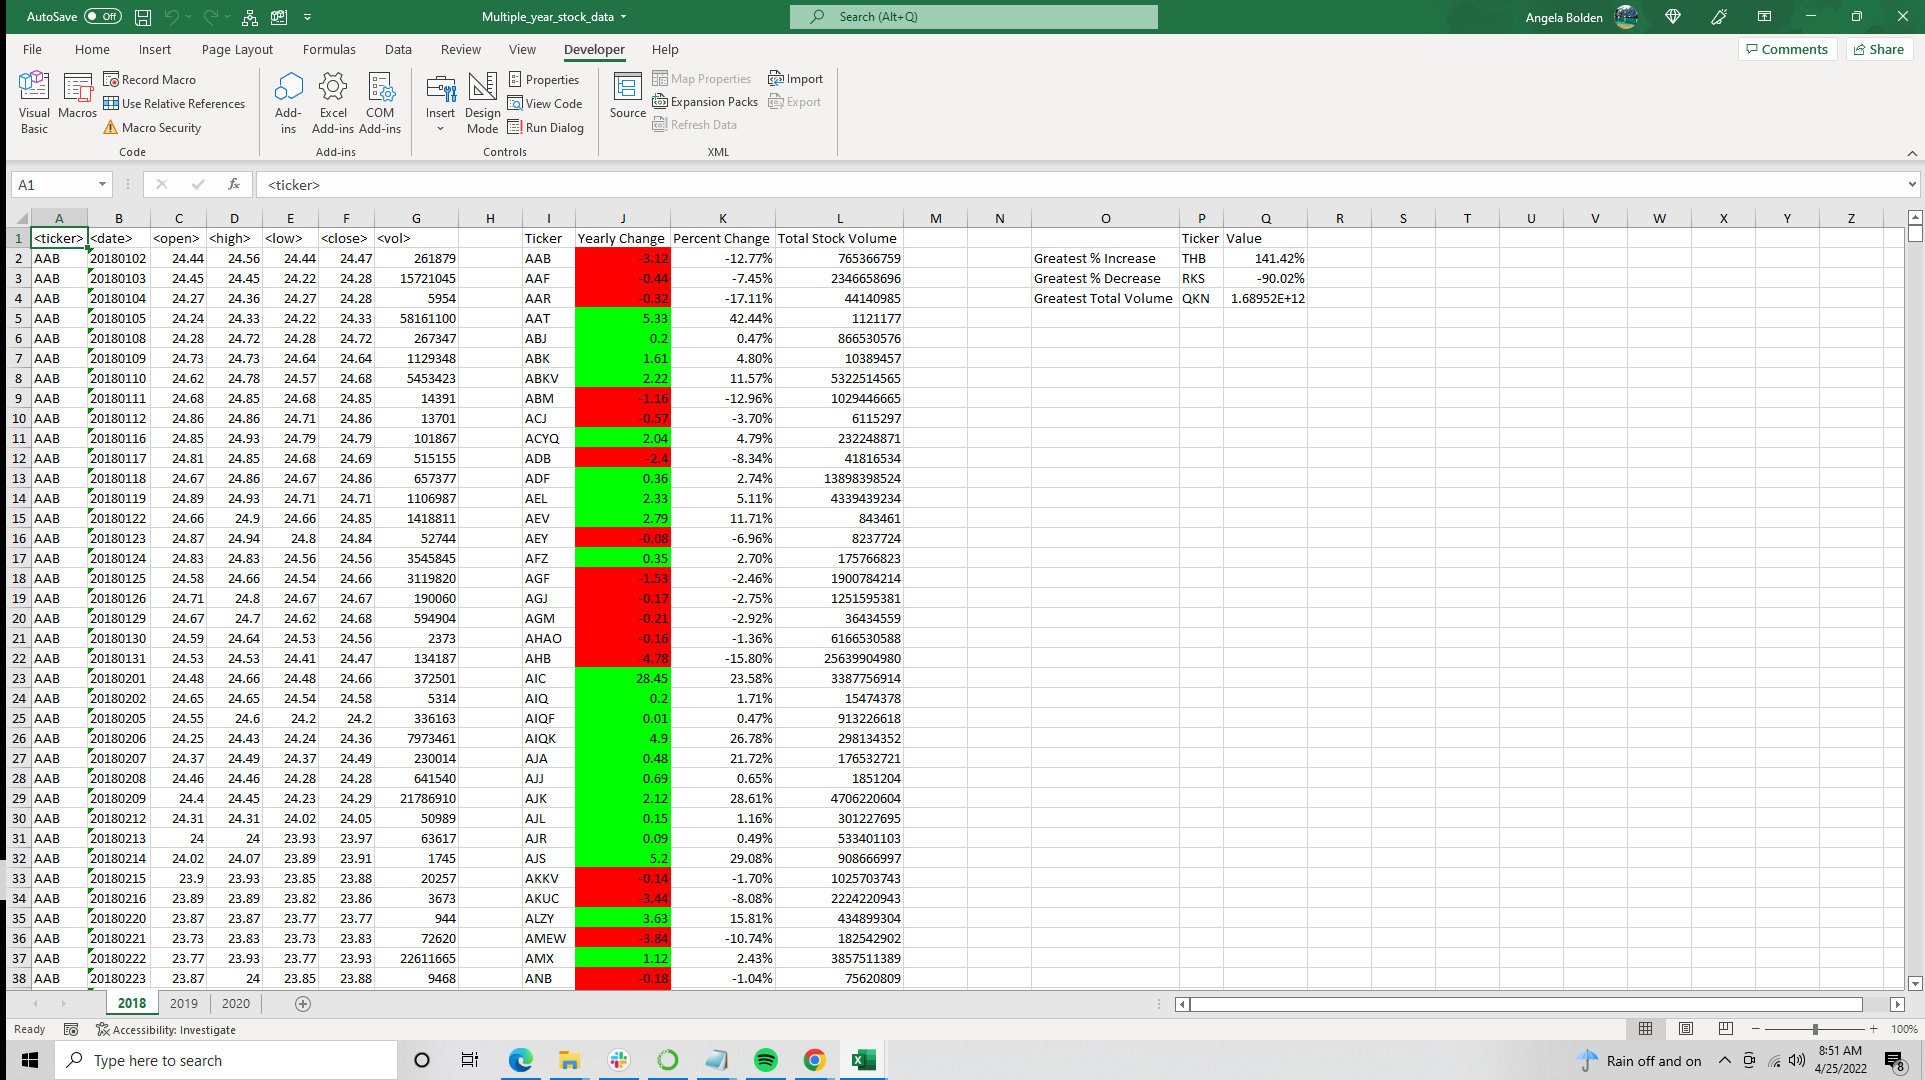 AutoSave Off Multiple_year_stock_data Search (Alt+Q) Angela Bolden
File Home Insert Page Layout Formulas Data Review View Developer Help Comments Share
Visual Basic Macros Record Macro Use Relative References Macro Security Add-ins Excel Add-ins COM Add-ins Insert Design Mode Properties View Code Run Dialog Source Map Properties Expansion Packs Refresh Data Import Export
Code Add-ins Controls XML
A1 fx <ticker>
A B C D E F G H I J K L M N O P Q R S T U V W X Y Z
1 <ticker> <date> <open> <high> <low> <close> <vol> Ticker Yearly Change Percent Change Total Stock Volume Ticker Value
2 AAB 20180102 24.44 24.56 24.44 24.47 261879 AAB -3.12 -12.77% 765366759 Greatest % Increase THB 141.42%
3 AAB 20180103 24.45 24.45 24.22 24.28 15721045 AAF -0.44 -7.45% 2346658696 Greatest % Decrease RKS -90.02%
4 AAB 20180104 24.27 24.36 24.27 24.28 5954 AAR -0.32 -17.11% 44140985 Greatest Total Volume QKN 1.68952E+12
5 AAB 20180105 24.24 24.33 24.22 24.33 58161100 AAT 5.33 42.44% 1121177
6 AAB 20180108 24.28 24.72 24.28 24.72 267347 ABJ 0.2 0.47% 866530576
7 AAB 20180109 24.73 24.73 24.64 24.64 1129348 ABK 1.61 4.80% 10389457
8 AAB 20180110 24.62 24.78 24.57 24.68 5453423 ABKV 2.22 11.57% 5322514565
9 AAB 20180111 24.68 24.85 24.68 24.85 14391 ABM -1.16 -12.96% 1029446665
10 AAB 20180112 24.86 24.86 24.71 24.86 13701 ACJ -0.57 -3.70% 6115297
11 AAB 20180116 24.85 24.93 24.79 24.79 101867 ACYQ 2.04 4.79% 232248871
12 AAB 20180117 24.81 24.85 24.68 24.69 515155 ADB -2.4 -8.34% 41816534
13 AAB 20180118 24.67 24.86 24.67 24.86 657377 ADF 0.36 2.74% 13898398524
14 AAB 20180119 24.89 24.93 24.71 24.71 1106987 AEL 2.33 5.11% 4339439234
15 AAB 20180122 24.66 24.9 24.66 24.85 1418811 AEV 2.79 11.71% 843461
16 AAB 20180123 24.87 24.94 24.8 24.84 52744 AEY -0.08 -6.96% 8237724
17 AAB 20180124 24.83 24.83 24.56 24.56 3545845 AFZ 0.35 2.70% 175766823
18 AAB 20180125 24.58 24.66 24.54 24.66 3119820 AGF -1.53 -2.46% 1900784214
19 AAB 20180126 24.71 24.8 24.67 24.67 190060 AGJ -0.17 -2.75% 1251595381
20 AAB 20180129 24.67 24.7 24.62 24.68 594904 AGM -0.21 -2.92% 36434559
21 AAB 20180130 24.59 24.64 24.53 24.56 2373 AHAO -0.16 -1.36% 6166530588
22 AAB 20180131 24.53 24.53 24.41 24.47 134187 AHB -4.78 -15.80% 25639904980
23 AAB 20180201 24.48 24.66 24.48 24.66 372501 AIC 28.45 23.58% 3387756914
24 AAB 20180202 24.65 24.65 24.54 24.58 5314 AIQ 0.2 1.71% 15474378
25 AAB 20180205 24.55 24.6 24.2 24.2 336163 AIQF 0.01 0.47% 913226618
26 AAB 20180206 24.25 24.43 24.24 24.36 7973461 AIQK 4.9 26.78% 298134352
27 AAB 20180207 24.37 24.49 24.37 24.49 230014 AJA 0.48 21.72% 176532721
28 AAB 20180208 24.46 24.46 24.28 24.28 641540 AJJ 0.69 0.65% 1851204
29 AAB 20180209 24.4 24.45 24.23 24.29 21786910 AJK 2.12 28.61% 4706220604
30 AAB 20180212 24.31 24.31 24.02 24.05 50989 AJL 0.15 1.16% 301227695
31 AAB 20180213 24 24 23.93 23.97 63617 AJR 0.09 0.49% 533401103
32 AAB 20180214 24.02 24.07 23.89 23.91 1745 AJS 5.2 29.08% 908666997
33 AAB 20180215 23.9 23.93 23.85 23.88 20257 AKKV -0.14 -1.70% 1025703743
34 AAB 20180216 23.89 23.89 23.82 23.86 3673 AKUC -3.44 -8.08% 2224220943
35 AAB 20180220 23.87 23.87 23.77 23.77 944 ALZY 3.63 15.81% 434899304
36 AAB 20180221 23.73 23.83 23.73 23.83 72620 AMEW -3.84 -10.74% 182542902
37 AAB 20180222 23.77 23.93 23.77 23.93 22611665 AMX 1.12 2.43% 3857511389
38 AAB 20180223 23.87 24 23.85 23.88 9468 ANB -0.18 -1.04% 75620809
2018 2019 2020
Ready Accessibility: Investigate 100%
Type here to search Rain off and on 8:51 AM
4/25/2022 8